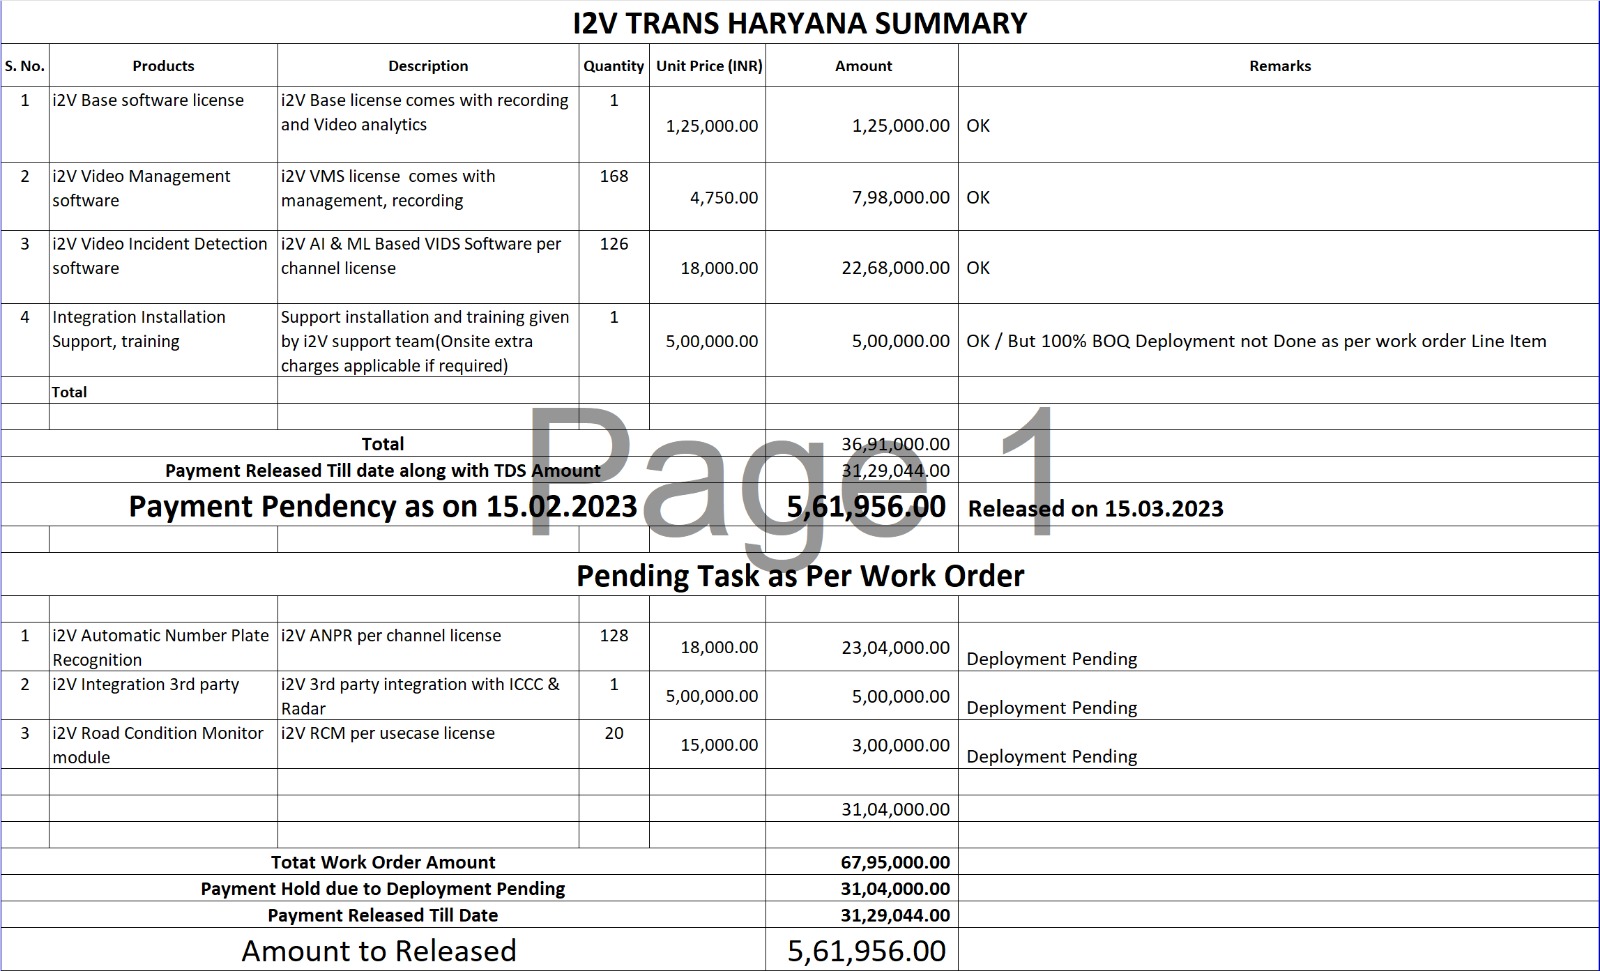 I2V TRANS HARYANA SUMMARY
S. No. Products Description Quantity Unit Price (INR) Amount Remarks
1 i2V Base software license i2V Base license comes with recording 1
and Video analytics 1,25,000.00 1,25,000.00 OK
2 i2V Video Management i2V VMS license comes with 168
software management, recording 4,750.00 7,98,000.00 OK
3 i2V Video Incident Detection i2V AI & ML Based VIDS Software per 126
software channel license 18,000.00 22,68,000.00 OK
4 Integration Installation Support installation and training given 1
Support, training by i2V support team(Onsite extra 5,00,000.00 5,00,000.00 OK / But 100% BOQ Deployment not Done as per work order Line Item
charges applicable if required)
Total
Total 36,91,000.00
Payment Released Till date along with TDS Amount 31,29,044.00
Page 1
Payment Pendency as on 15.02.2023 5,61,956.00 Released on 15.03.2023
Pending Task as Per Work Order
1 i2V Automatic Number Plate i2V ANPR per channel license 128
Recognition 18,000.00 23,04,000.00 Deployment Pending
2 i2V Integration 3rd party i2V 3rd party integration with ICCC & 1
Radar 5,00,000.00 5,00,000.00 Deployment Pending
3 i2V Road Condition Monitor i2V RCM per usecase license 20
module 15,000.00 3,00,000.00 Deployment Pending
31,04,000.00
Totat Work Order Amount 67,95,000.00
Payment Hold due to Deployment Pending 31,04,000.00
Payment Released Till Date 31,29,044.00
Amount to Released 5,61,956.00